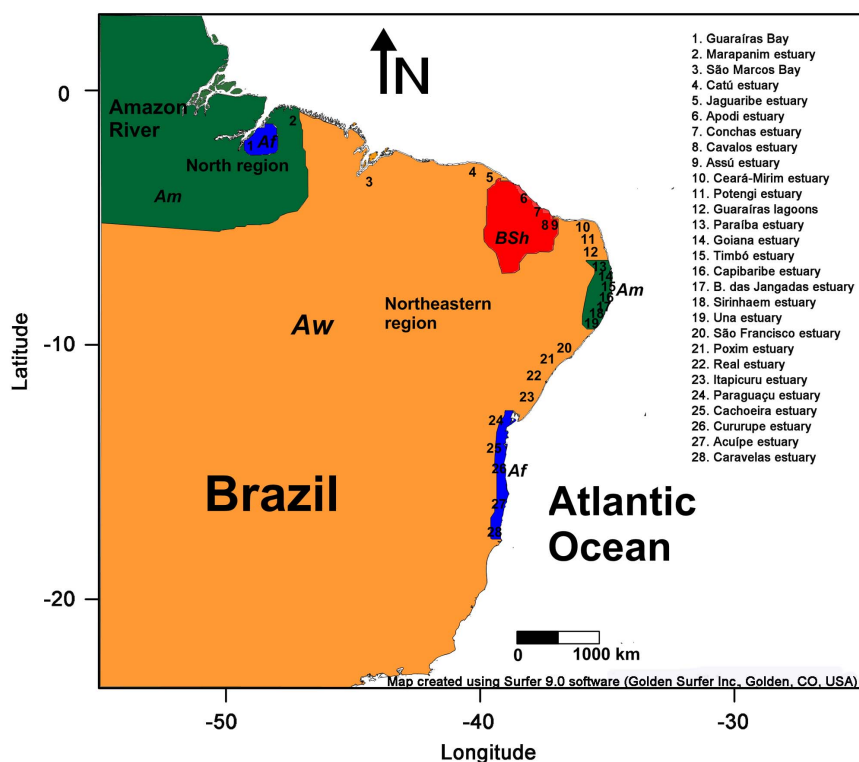 N
1. Guaraíras Bay
2. Marapanim estuary
3. São Marcos Bay
4. Catú estuary
5. Jaguaribe estuary
6. Apodi estuary
7. Conchas estuary
8. Cavalos estuary
9. Assú estuary
10. Ceará-Mirim estuary
11. Potengi estuary
12. Guaraíras lagoons
13. Paraíba estuary
14. Goiana estuary
15. Timbó estuary
16. Capibaribe estuary
17. B. das Jangadas estuary
18. Sirinhaem estuary
19. Una estuary
20. São Francisco estuary
21. Poxim estuary
22. Real estuary
23. Itapicuru estuary
24. Paraguaçu estuary
25. Cachoeira estuary
26. Cururupe estuary
27. Acuípe estuary
28. Caravelas estuary
0
-10
-20
Latitude
Amazon
River
2
1
Af
North region
Am
3
4
5
6
7
8
9
BSh
10
11
12
13
14
15
16
17
18
19
Am
Northeastern
region
Aw
20
21
22
23
24
25
26
27
28
Af
Brazil
Atlantic
Ocean
0 1000 km
Map created using Surfer 9.0 software (Golden Surfer Inc., Golden, CO, USA)
-50 -40 -30
Longitude